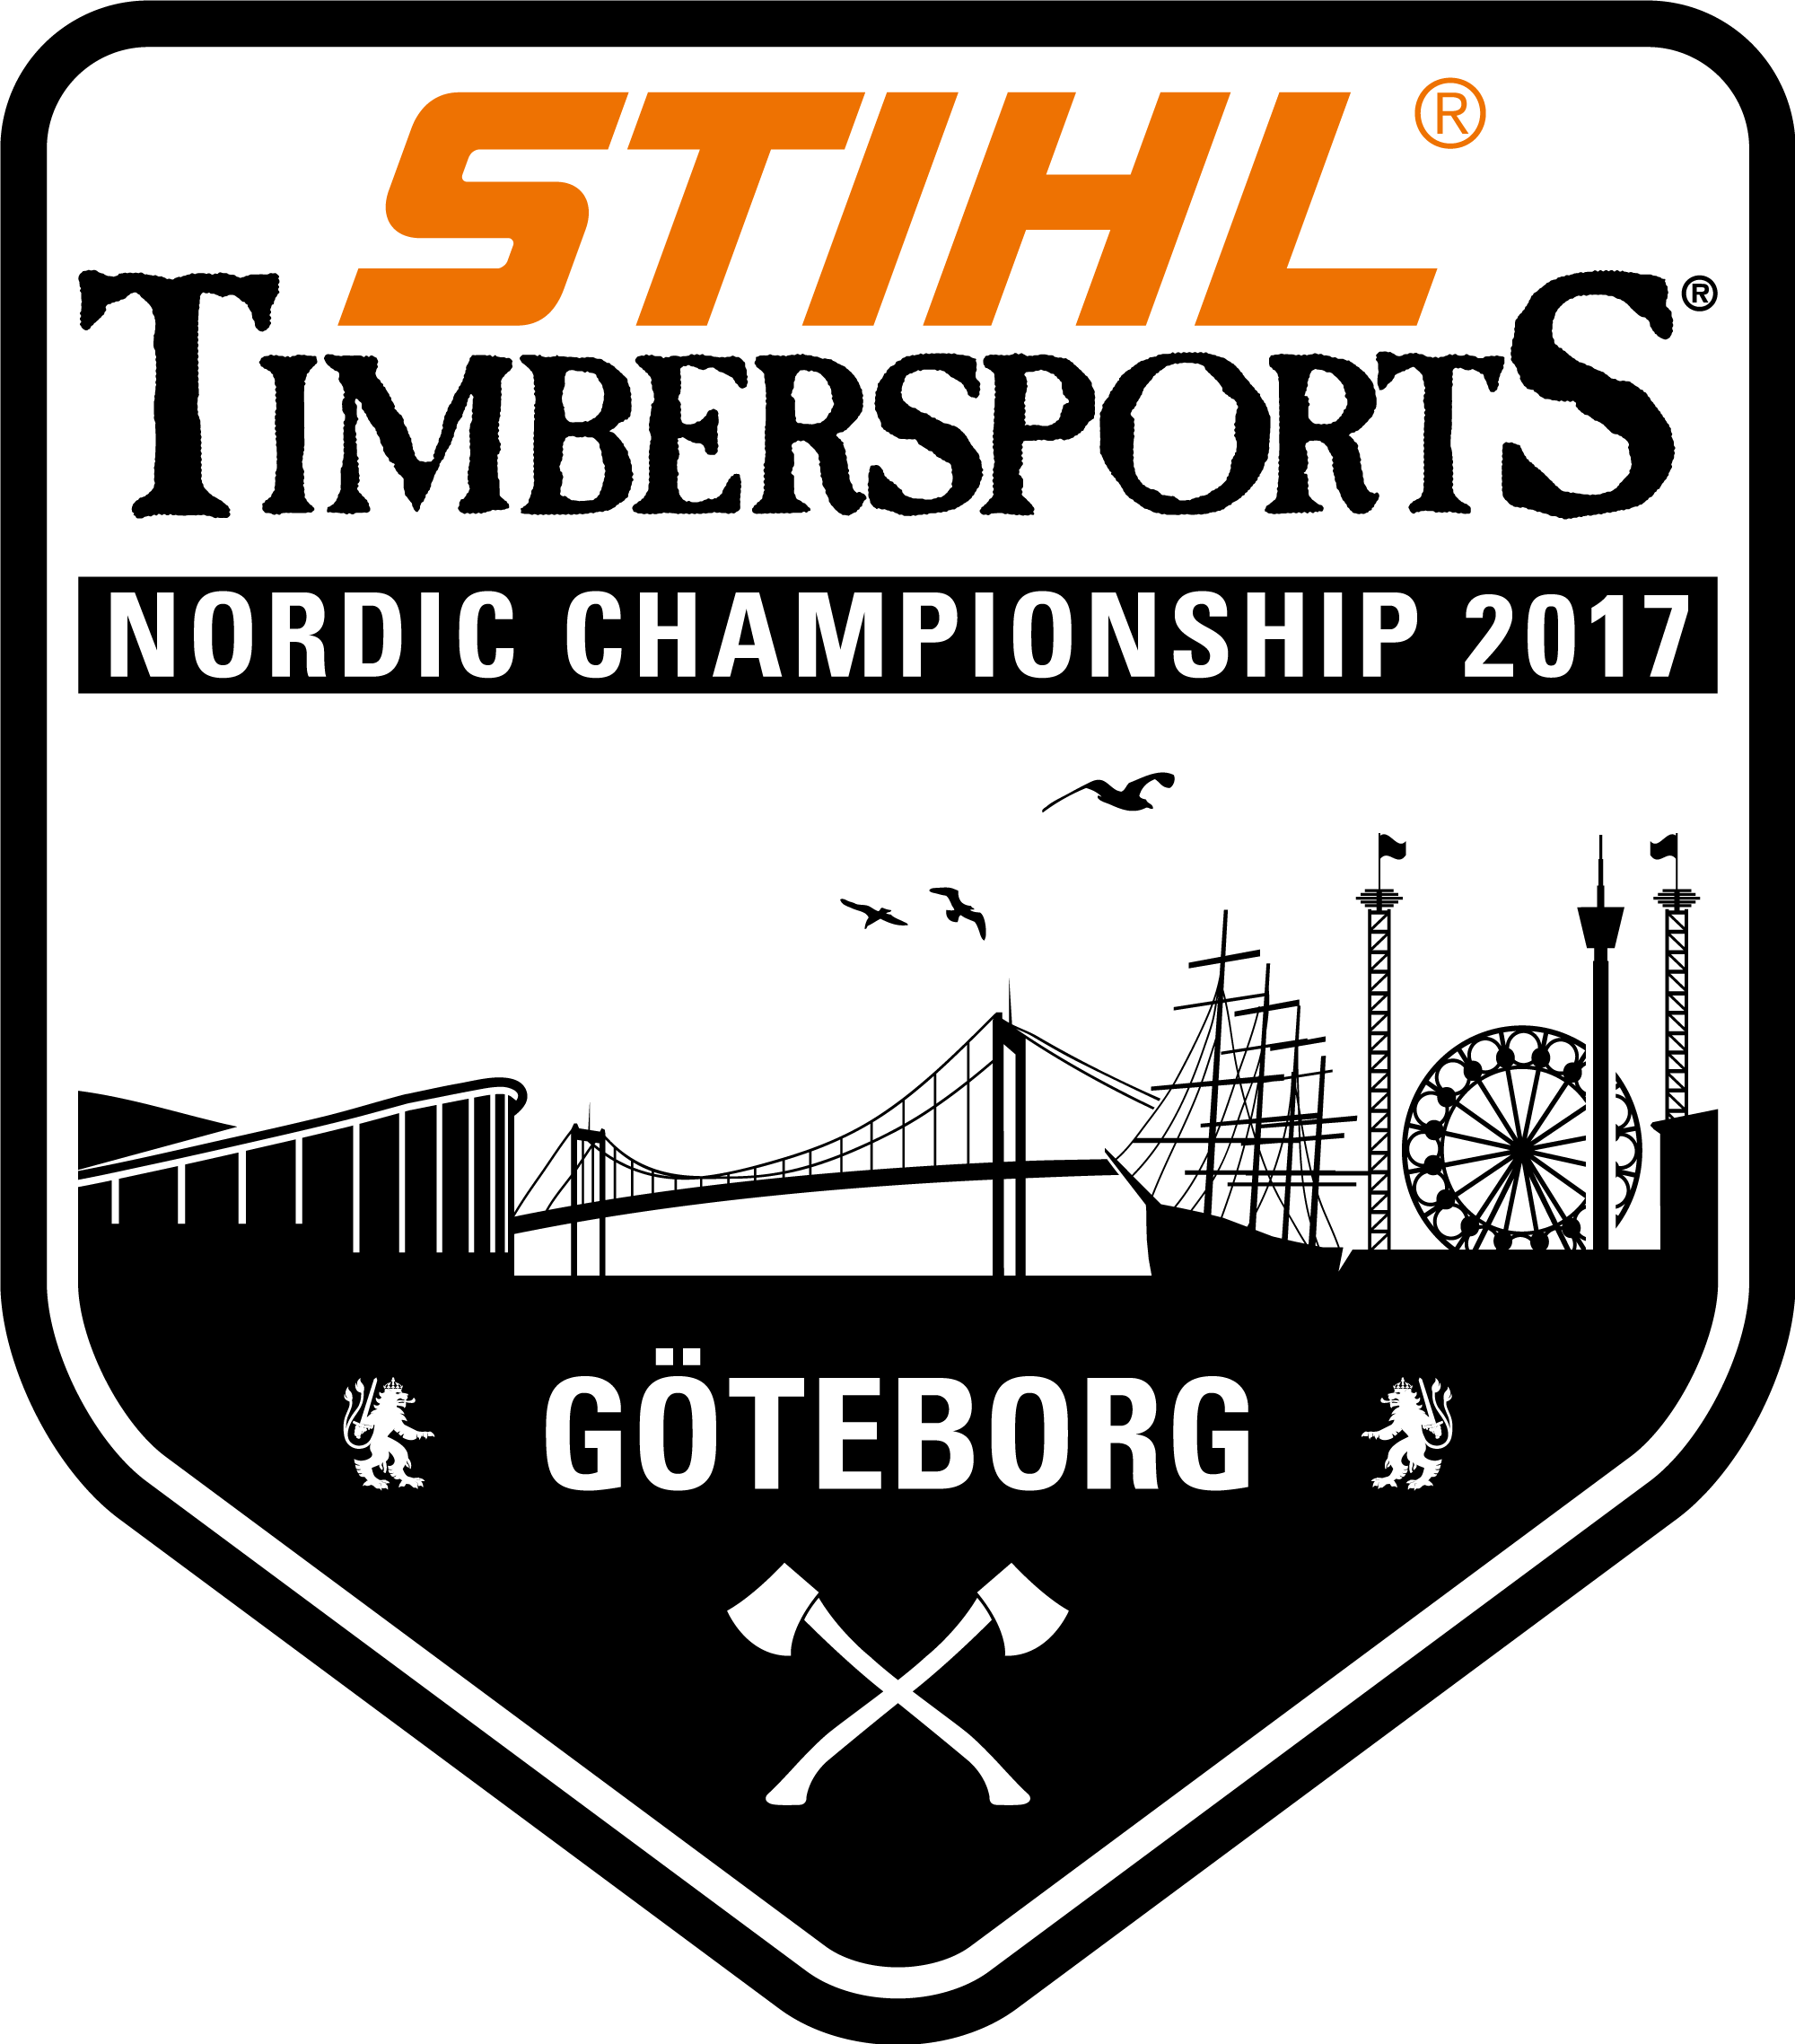 STIHL®
TIMBERSPORTS®
NORDIC CHAMPIONSHIP 2017
GÖTEBORG